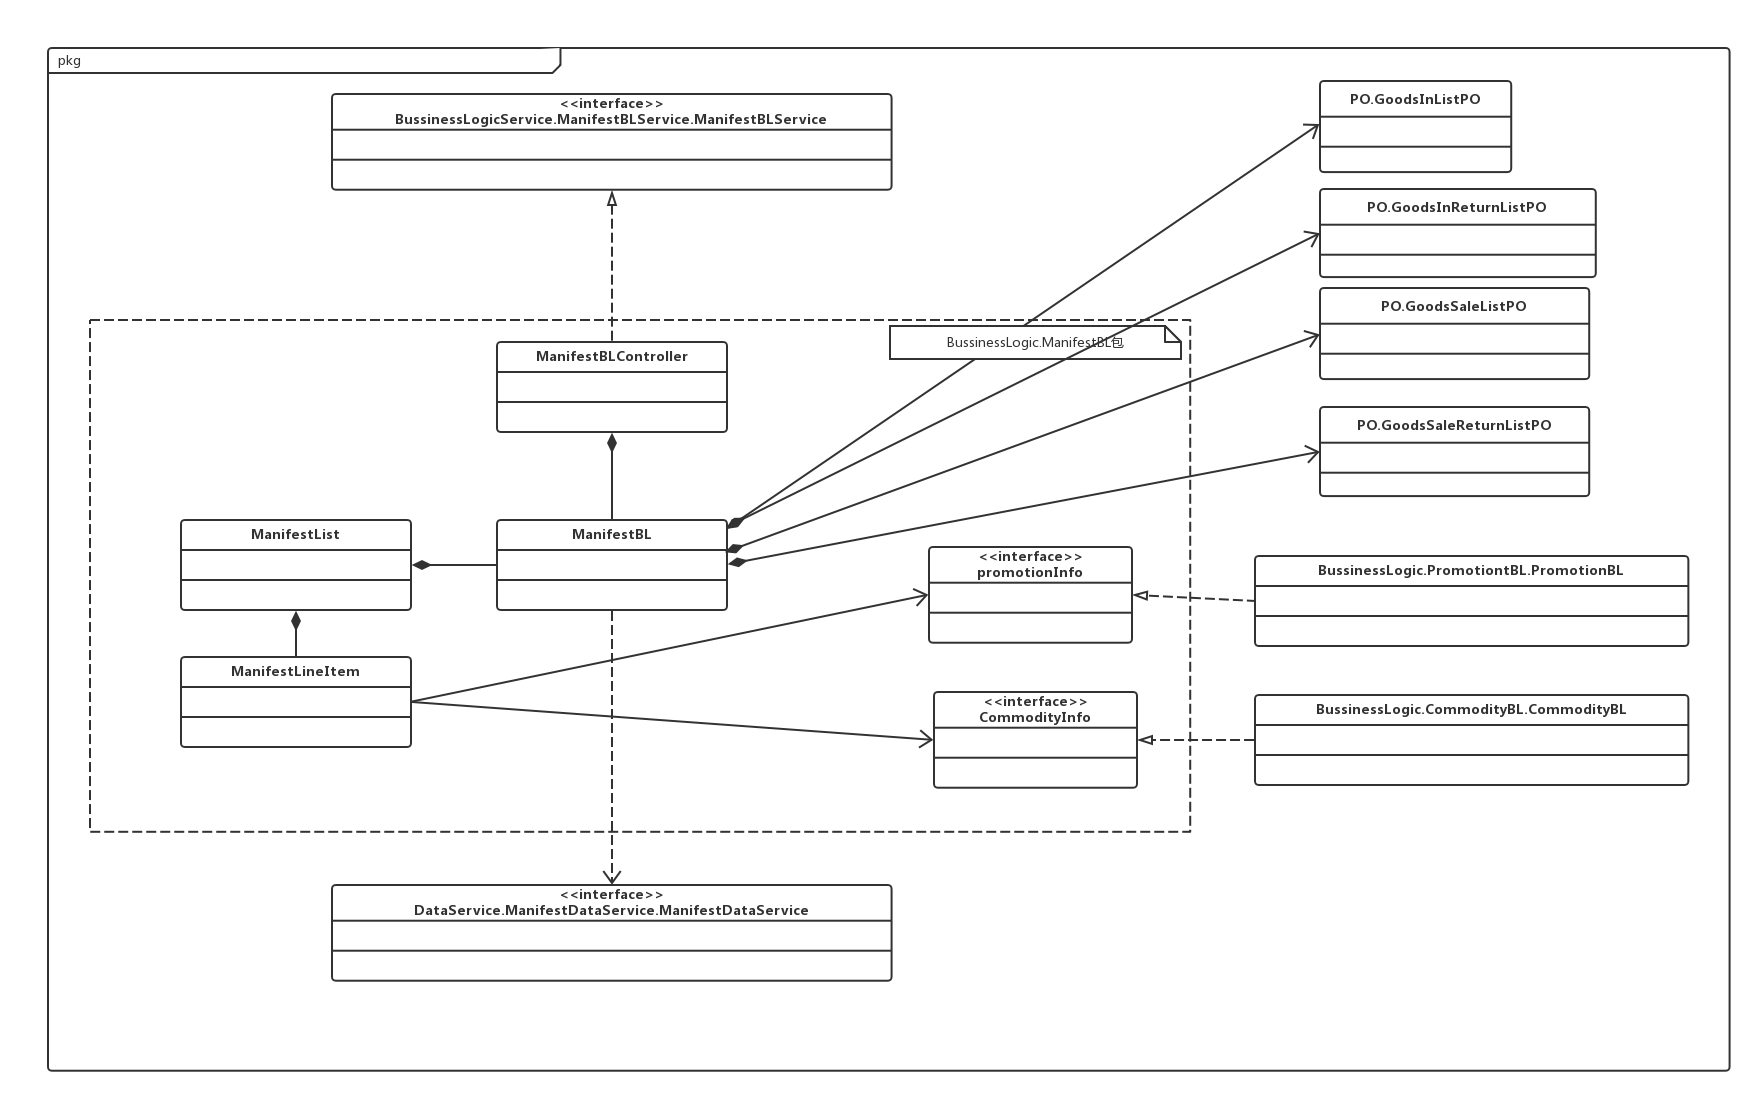 pkg
<<interface>>
BussinessLogicService.ManifestBLService.ManifestBLService
PO.GoodsInListPO
PO.GoodsInReturnListPO
PO.GoodsSaleListPO
BussinessLogic.ManifestBL包
ManifestBLController
PO.GoodsSaleReturnListPO
ManifestList
ManifestBL
<<interface>>
promotionInfo
BussinessLogic.PromotiontBL.PromotionBL
ManifestLineItem
<<interface>>
CommodityInfo
BussinessLogic.CommodityBL.CommodityBL
<<interface>>
DataService.ManifestDataService.ManifestDataService